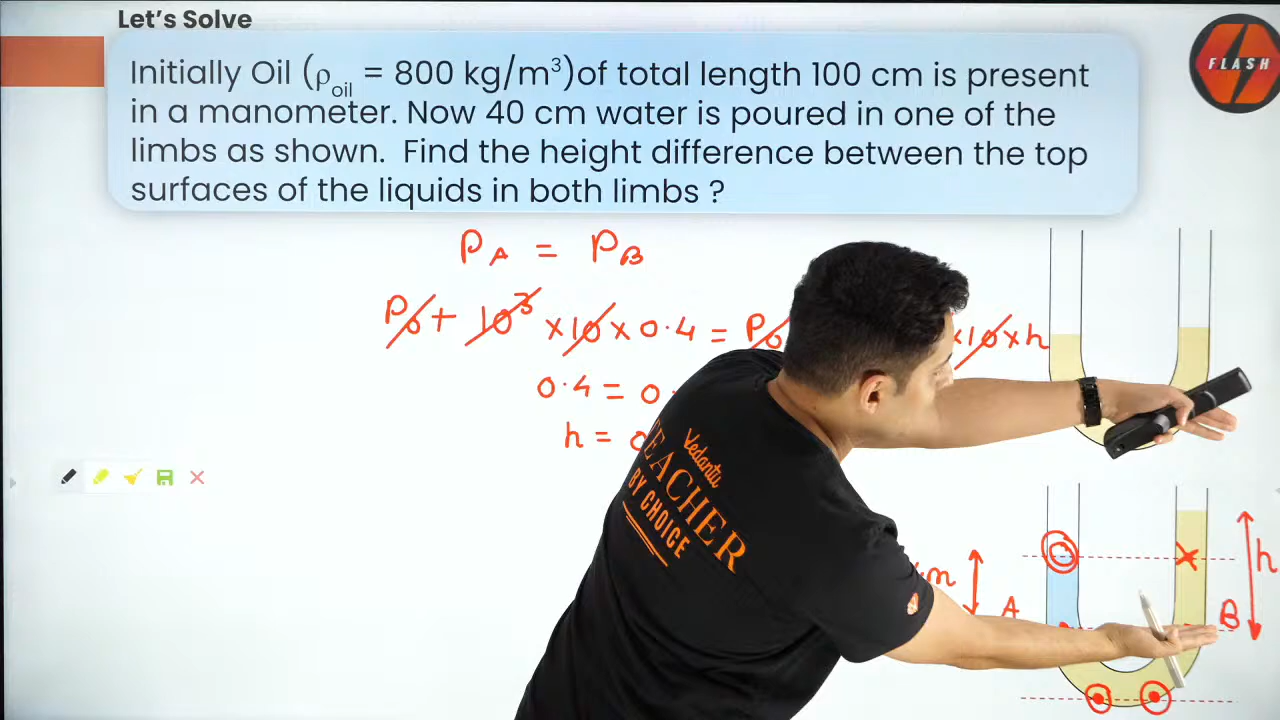 Let's Solve
FLASH
Initially Oil (ρoil = 800 kg/m³)of total length 100 cm is present
in a manometer. Now 40 cm water is poured in one of the
limbs as shown. Find the height difference between the top
surfaces of the liquids in both limbs ?
PA = PB
P0 + 10³ × 10 × 0.4 = P0 × 10 × h
0.4 = 0.
h = 0
Vedantu
TEACHER
BY CHOICE
h
A
B